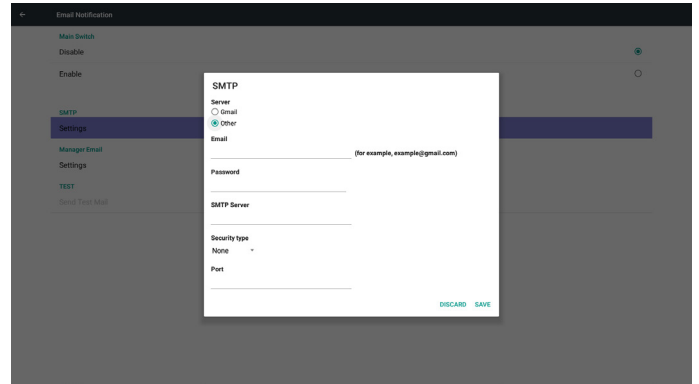 Email Notification
Main Switch
Disable
Enable
SMTP
Settings
Manager Email
Settings
TEST
Send Test Mail
SMTP
Server
Gmail
Other
Email
(for example, example@gmail.com)
Password
SMTP Server
Security type
None
Port
DISCARD SAVE